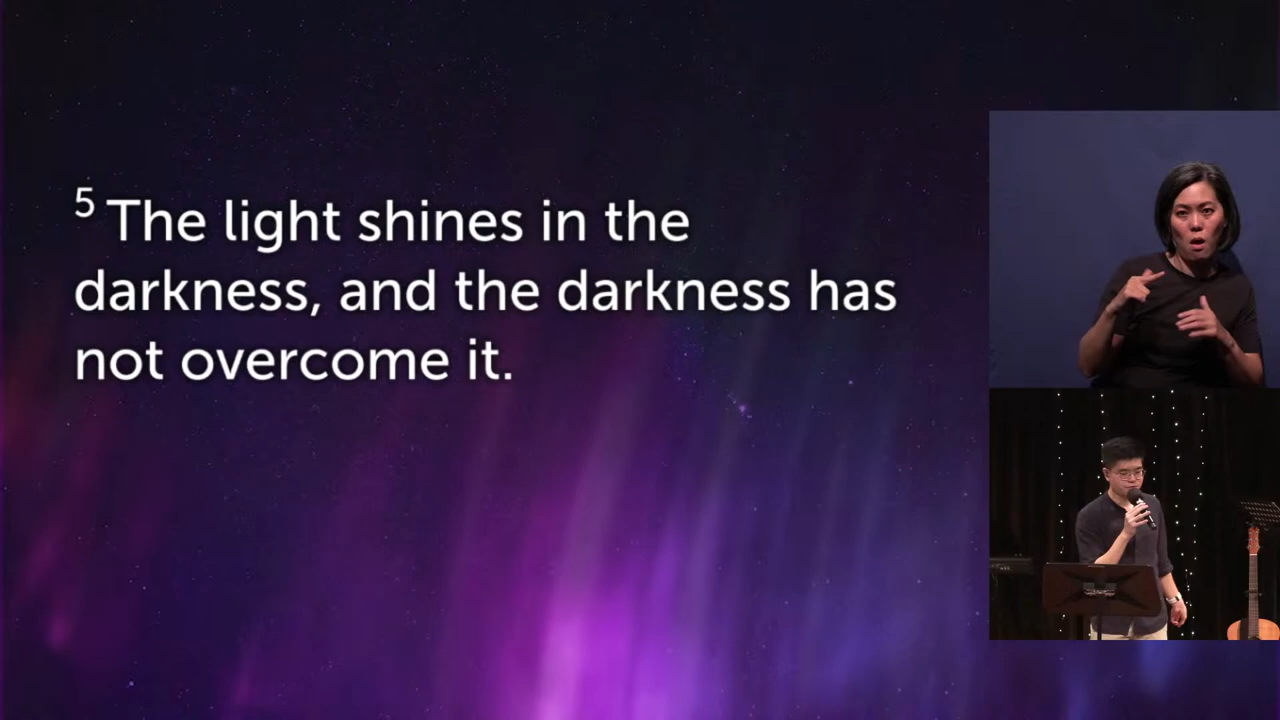 5 The light shines in the
darkness, and the darkness has
not overcome it.